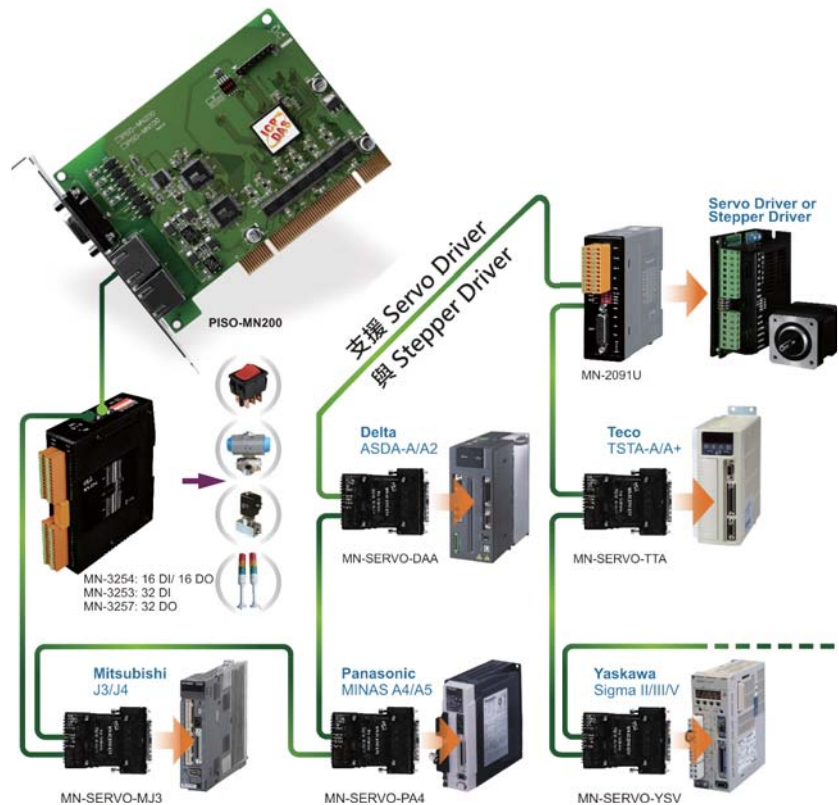 PISO-MN200
PISO-MN200
ICP
DAS
支援 Servo Driver
與 Stepper Driver
Servo Driver or
Stepper Driver
MN-2091U
MN-3254: 16 DI/ 16 DO
MN-3253: 32 DI
MN-3257: 32 DO
Delta
ASDA-A/A2
MN-SERVO-DAA
Teco
TSTA-A/A+
MN-SERVO-TTA
Mitsubishi
J3/J4
MN-SERVO-MJ3
Panasonic
MINAS A4/A5
MN-SERVO-PA4
Yaskawa
Sigma II/III/V
MN-SERVO-YSV